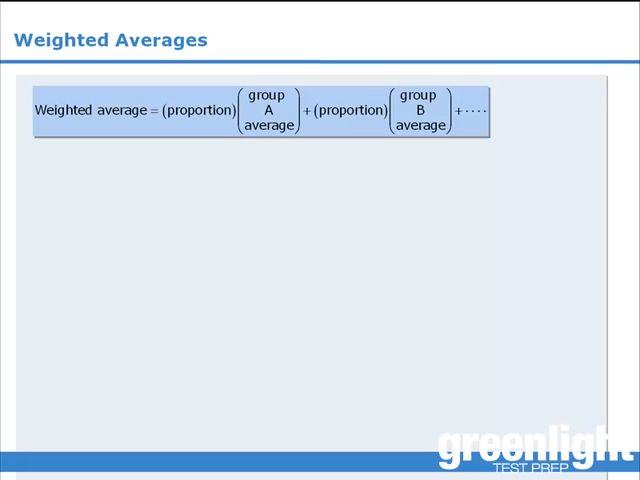 Weighted Averages
Weighted average = (proportion) (group A average) + (proportion) (group B average) + ····
greenlight
TEST PREP